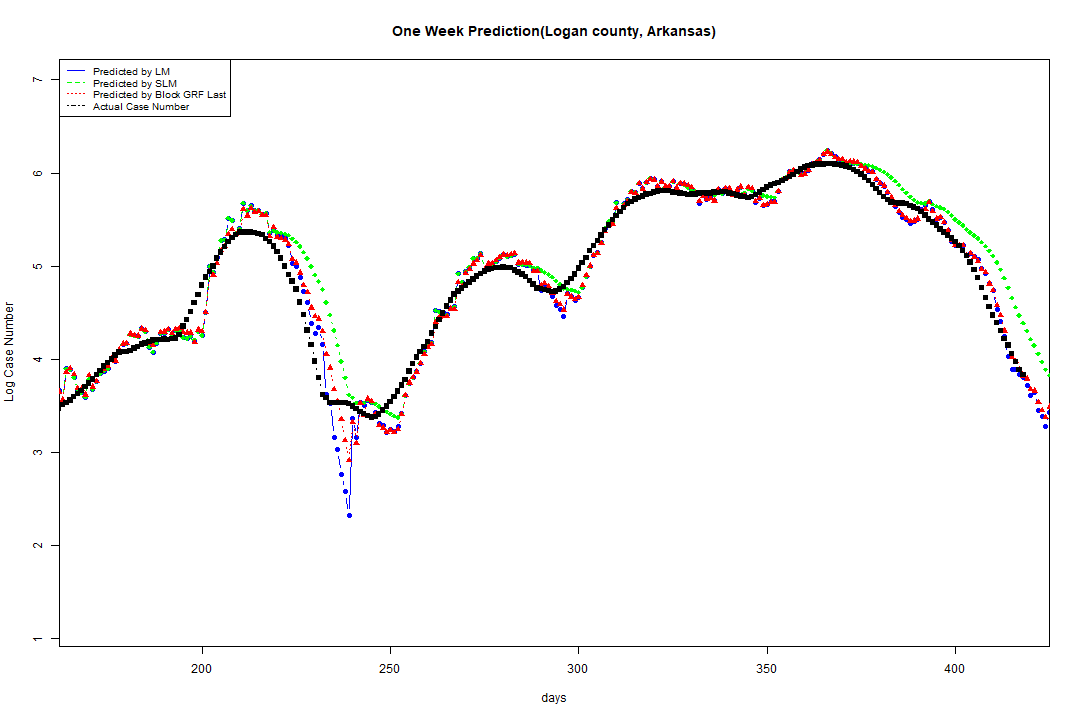 One Week Prediction(Logan county, Arkansas)
Predicted by LM
Predicted by SLM
Predicted by Block GRF Last
Actual Case Number
Log Case Number
7
6
5
4
3
2
1
200 250 300 350 400
days